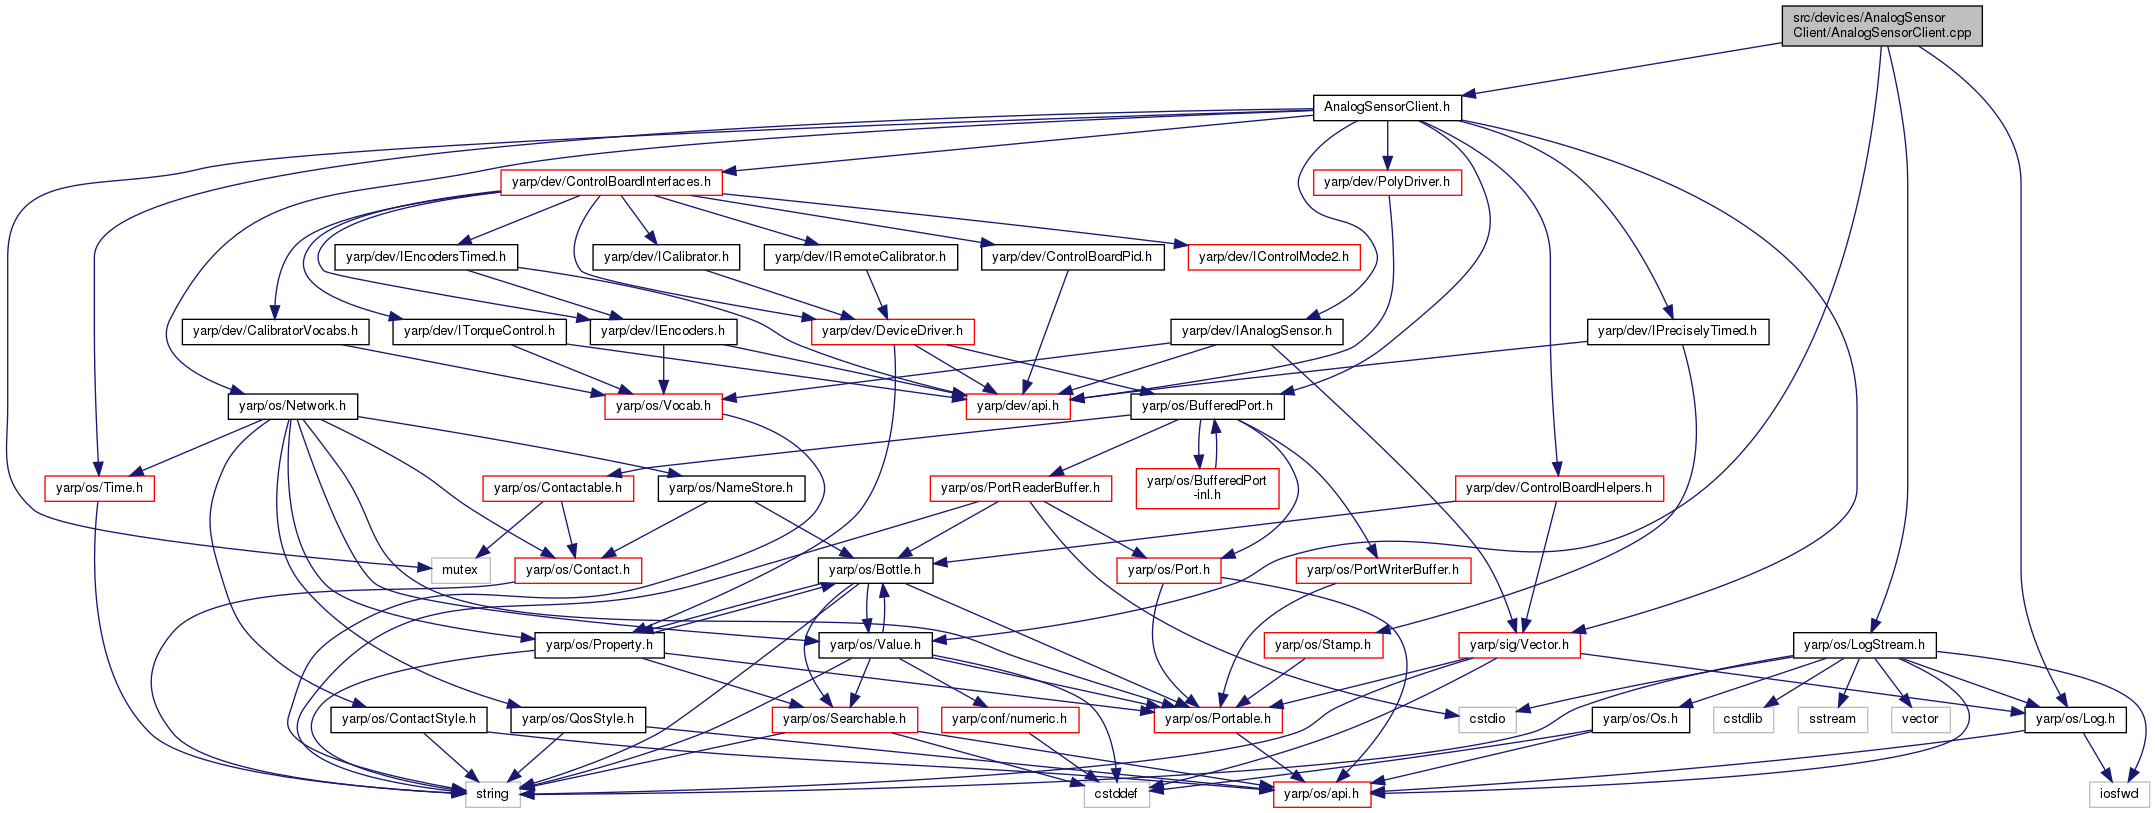 src/devices/AnalogSensor
Client/AnalogSensorClient.cpp
AnalogSensorClient.h
yarp/dev/ControlBoardInterfaces.h
yarp/dev/PolyDriver.h
yarp/dev/IEncodersTimed.h
yarp/dev/ICalibrator.h
yarp/dev/IRemoteCalibrator.h
yarp/dev/ControlBoardPid.h
yarp/dev/IControlMode2.h
yarp/dev/CalibratorVocabs.h
yarp/dev/ITorqueControl.h
yarp/dev/IEncoders.h
yarp/dev/DeviceDriver.h
yarp/dev/IAnalogSensor.h
yarp/dev/IPreciselyTimed.h
yarp/os/Network.h
yarp/os/Vocab.h
yarp/dev/api.h
yarp/os/BufferedPort.h
yarp/os/Time.h
yarp/os/Contactable.h
yarp/os/NameStore.h
yarp/os/PortReaderBuffer.h
yarp/os/BufferedPort
-inl.h
yarp/dev/ControlBoardHelpers.h
mutex
yarp/os/Contact.h
yarp/os/Bottle.h
yarp/os/Port.h
yarp/os/PortWriterBuffer.h
yarp/os/Property.h
yarp/os/Value.h
yarp/os/Stamp.h
yarp/sig/Vector.h
yarp/os/LogStream.h
yarp/os/ContactStyle.h
yarp/os/QosStyle.h
yarp/os/Searchable.h
yarp/conf/numeric.h
yarp/os/Portable.h
cstdio
yarp/os/Os.h
cstdlib
sstream
vector
yarp/os/Log.h
string
cstddef
yarp/os/api.h
iosfwd